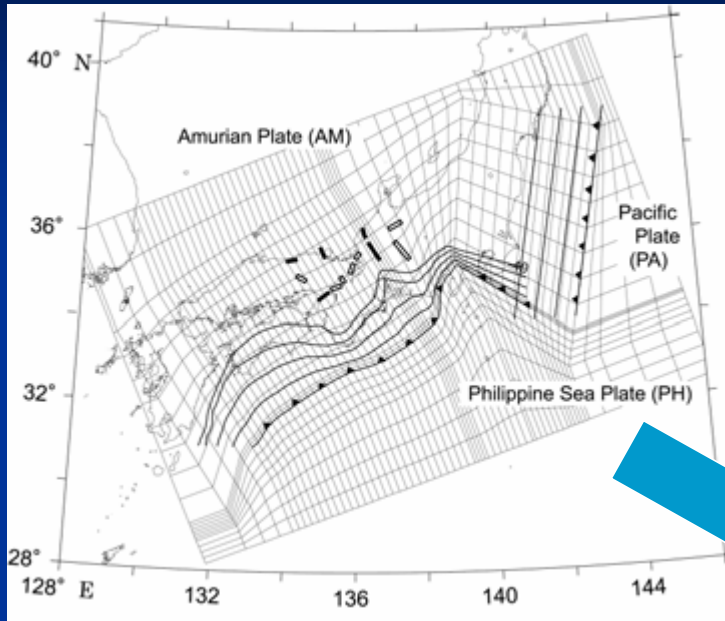 40° N
Amurian Plate (AM)
36°
Pacific
Plate
(PA)
32°
Philippine Sea Plate (PH)
28°
128° E 132 136 140 144